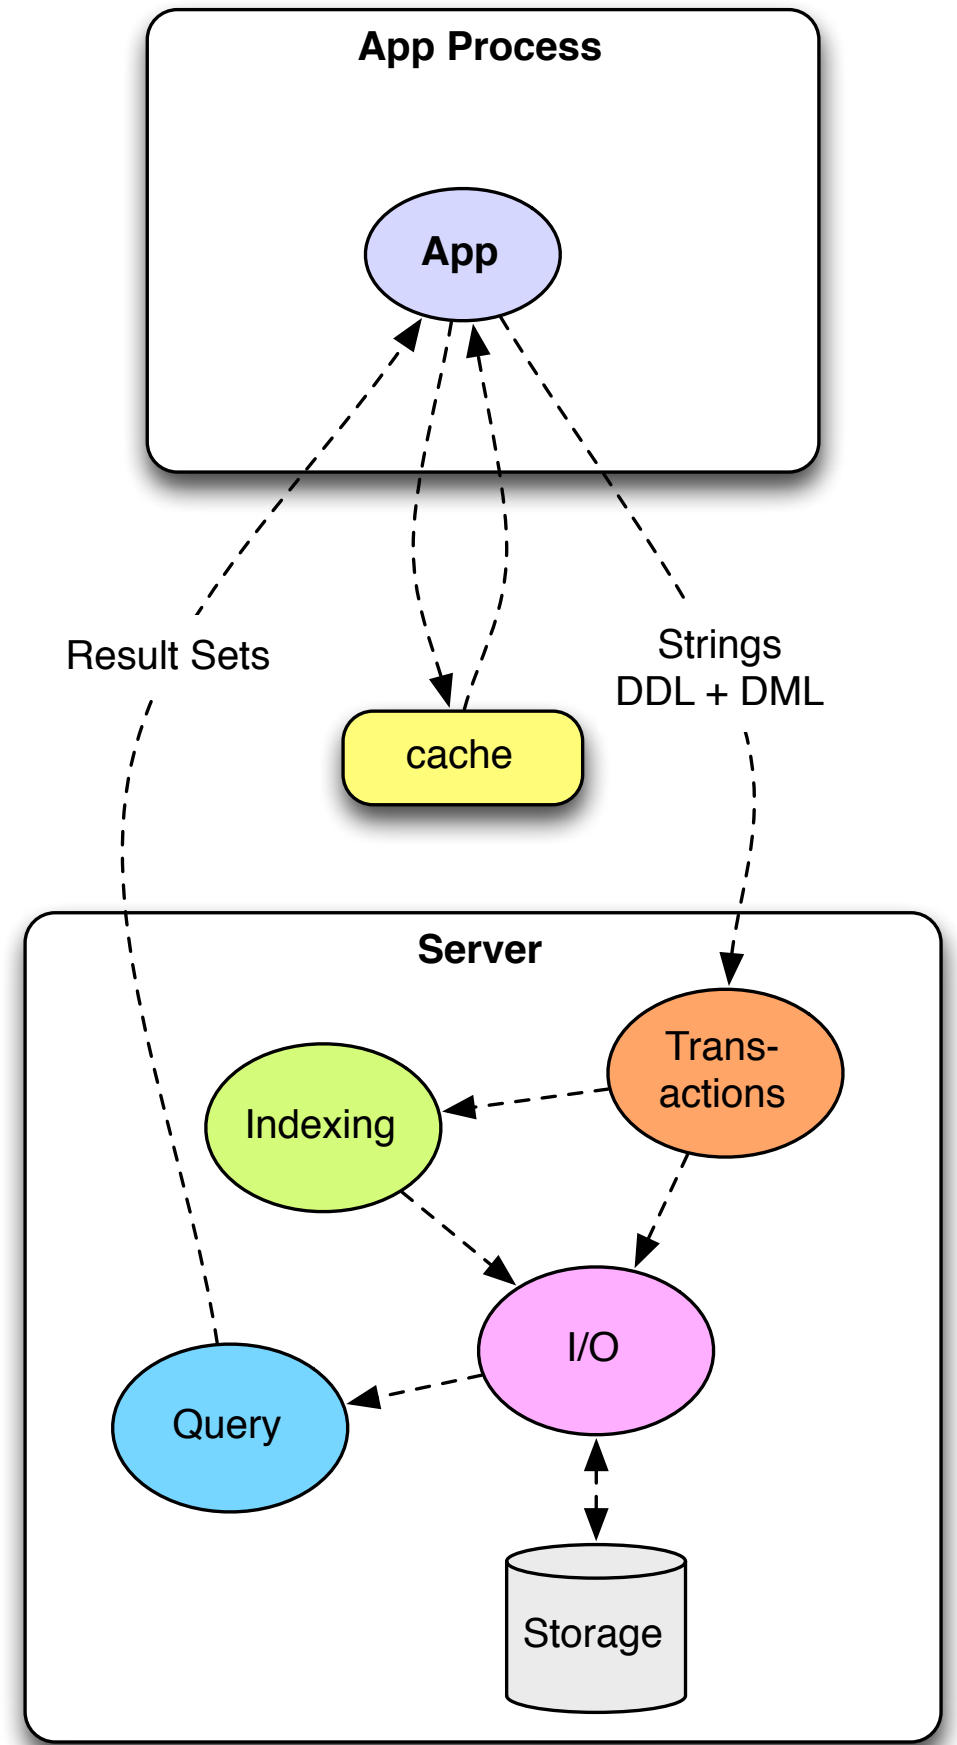 App Process
App
Result Sets
Strings
DDL + DML
cache
Server
Trans-
actions
Indexing
I/O
Query
Storage